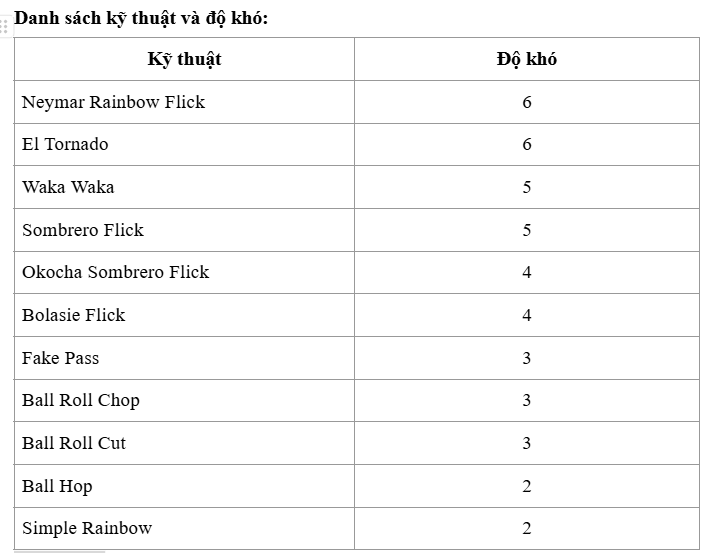 Danh sách kỹ thuật và độ khó:
Kỹ thuật Độ khó
Neymar Rainbow Flick 6
El Tornado 6
Waka Waka 5
Sombrero Flick 5
Okocha Sombrero Flick 4
Bolasie Flick 4
Fake Pass 3
Ball Roll Chop 3
Ball Roll Cut 3
Ball Hop 2
Simple Rainbow 2